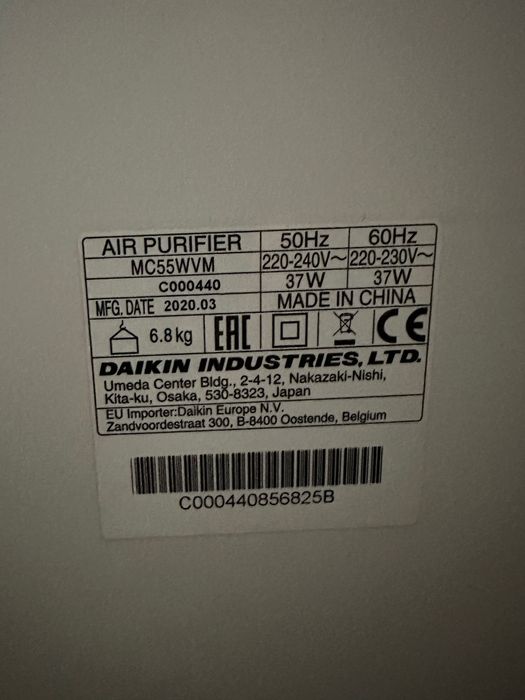 AIR PURIFIER 50Hz 60Hz
MC55WVM 220-240V～ 220-230V～
C000440 37W 37W
MFG. DATE 2020.03 MADE IN CHINA
6.8kg EAC CE
DAIKIN INDUSTRIES, LTD.
Umeda Center Bldg., 2-4-12, Nakazaki-Nishi,
Kita-ku, Osaka, 530-8323, Japan
EU Importer:Daikin Europe N.V.
Zandvoordestraat 300, B-8400 Oostende, Belgium
C000440856825B